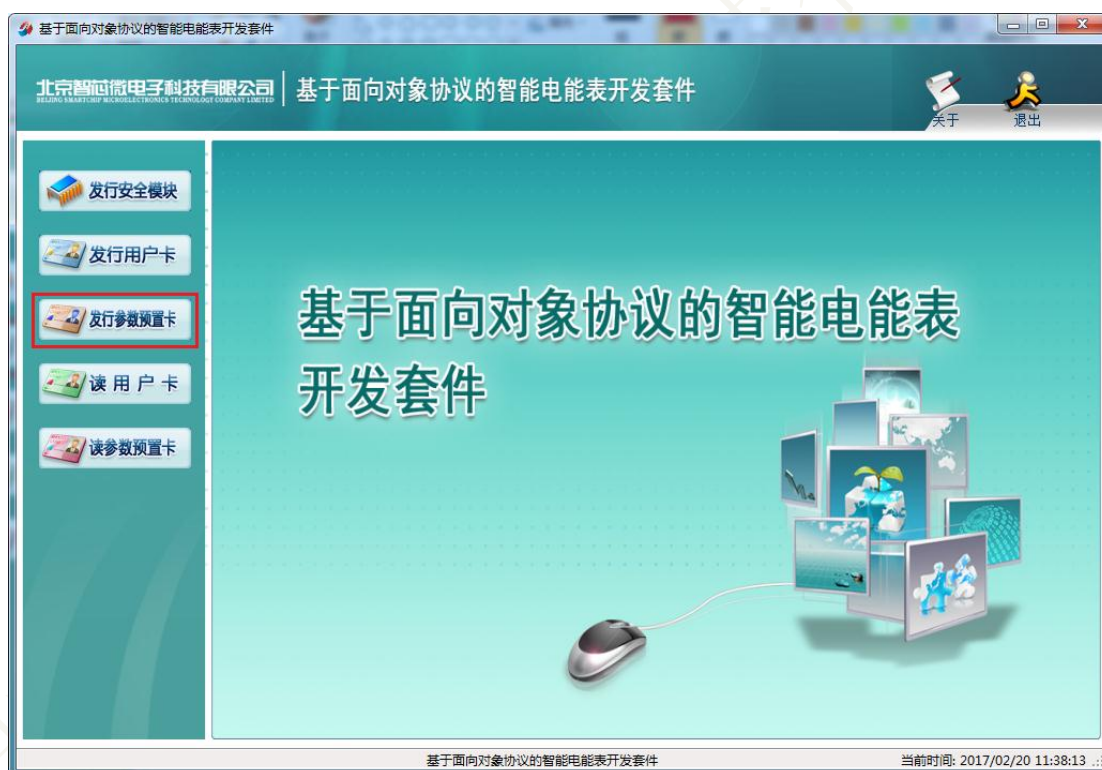 基于面向对象协议的智能电能表开发套件
北京智芯微电子科技有限公司
BEIJING SMARTCHIP MICROELECTRONICS TECHNOLOGY COMPANY LIMITED
基于面向对象协议的智能电能表开发套件
关于
退出
发行安全模块
发行用户卡
发行参数预置卡
读用户卡
读参数预置卡
基于面向对象协议的智能电能表
开发套件
基于面向对象协议的智能电能表开发套件
当前时间: 2017/02/20 11:38:13